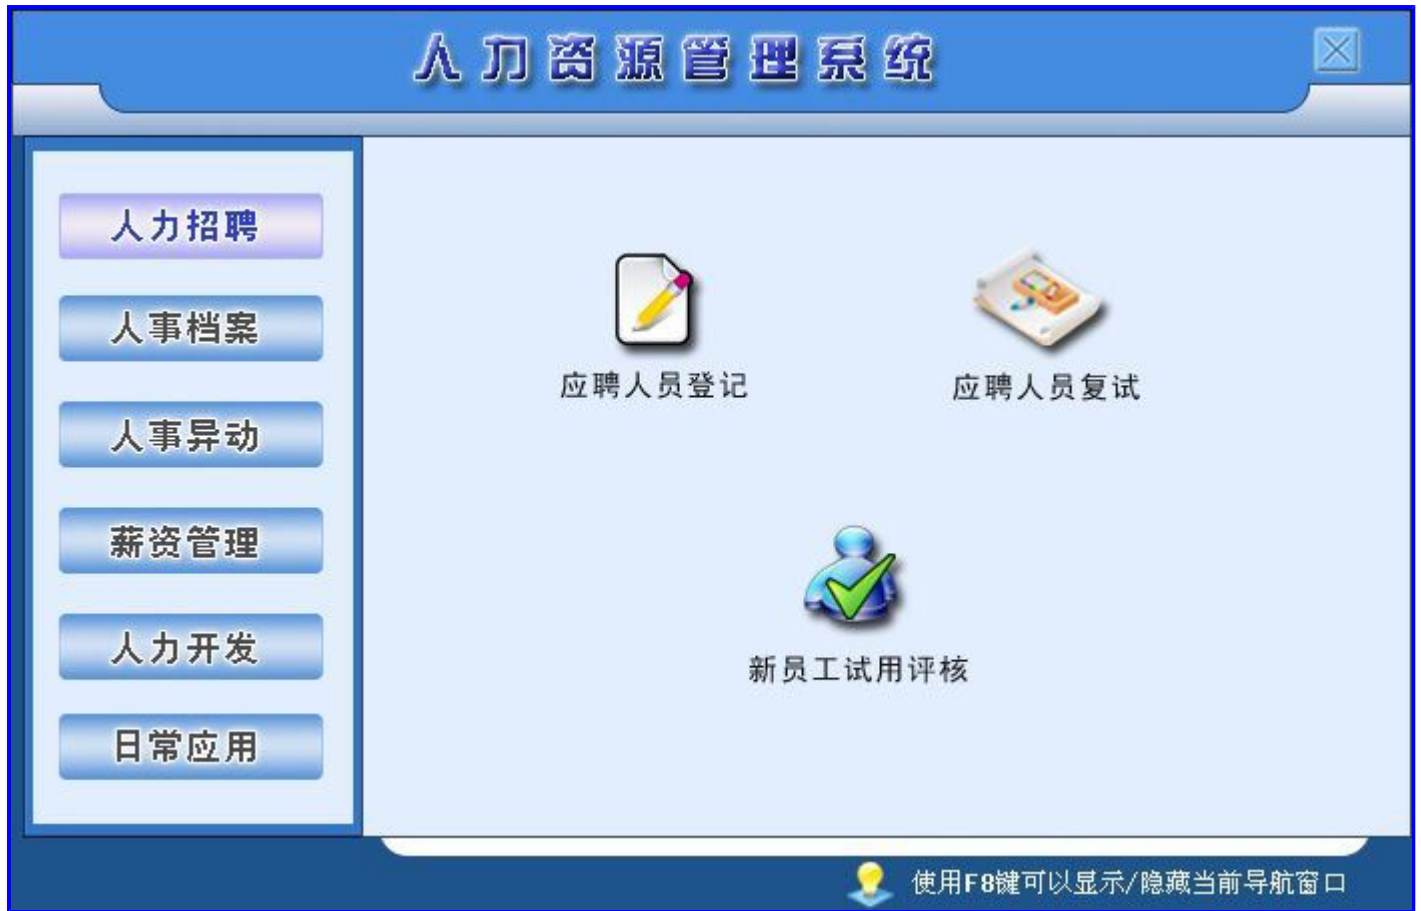 人力资源管理系统
人力招聘
人事档案
人事异动
薪资管理
人力开发
日常应用
应聘人员登记
应聘人员复试
新员工试用评核
使用F8键可以显示/隐藏当前导航窗口